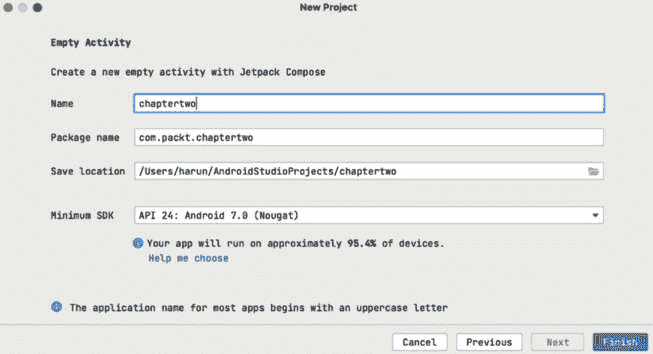 New Project
Empty Activity
Create a new empty activity with Jetpack Compose
Name chaptertwo
Package name com.packt.chaptertwo
Save location /Users/harun/AndroidStudioProjects/chaptertwo
Minimum SDK API 24: Android 7.0 (Nougat)
Your app will run on approximately 95.4% of devices.
Help me choose
The application name for most apps begins with an uppercase letter
Cancel Previous Next Finish